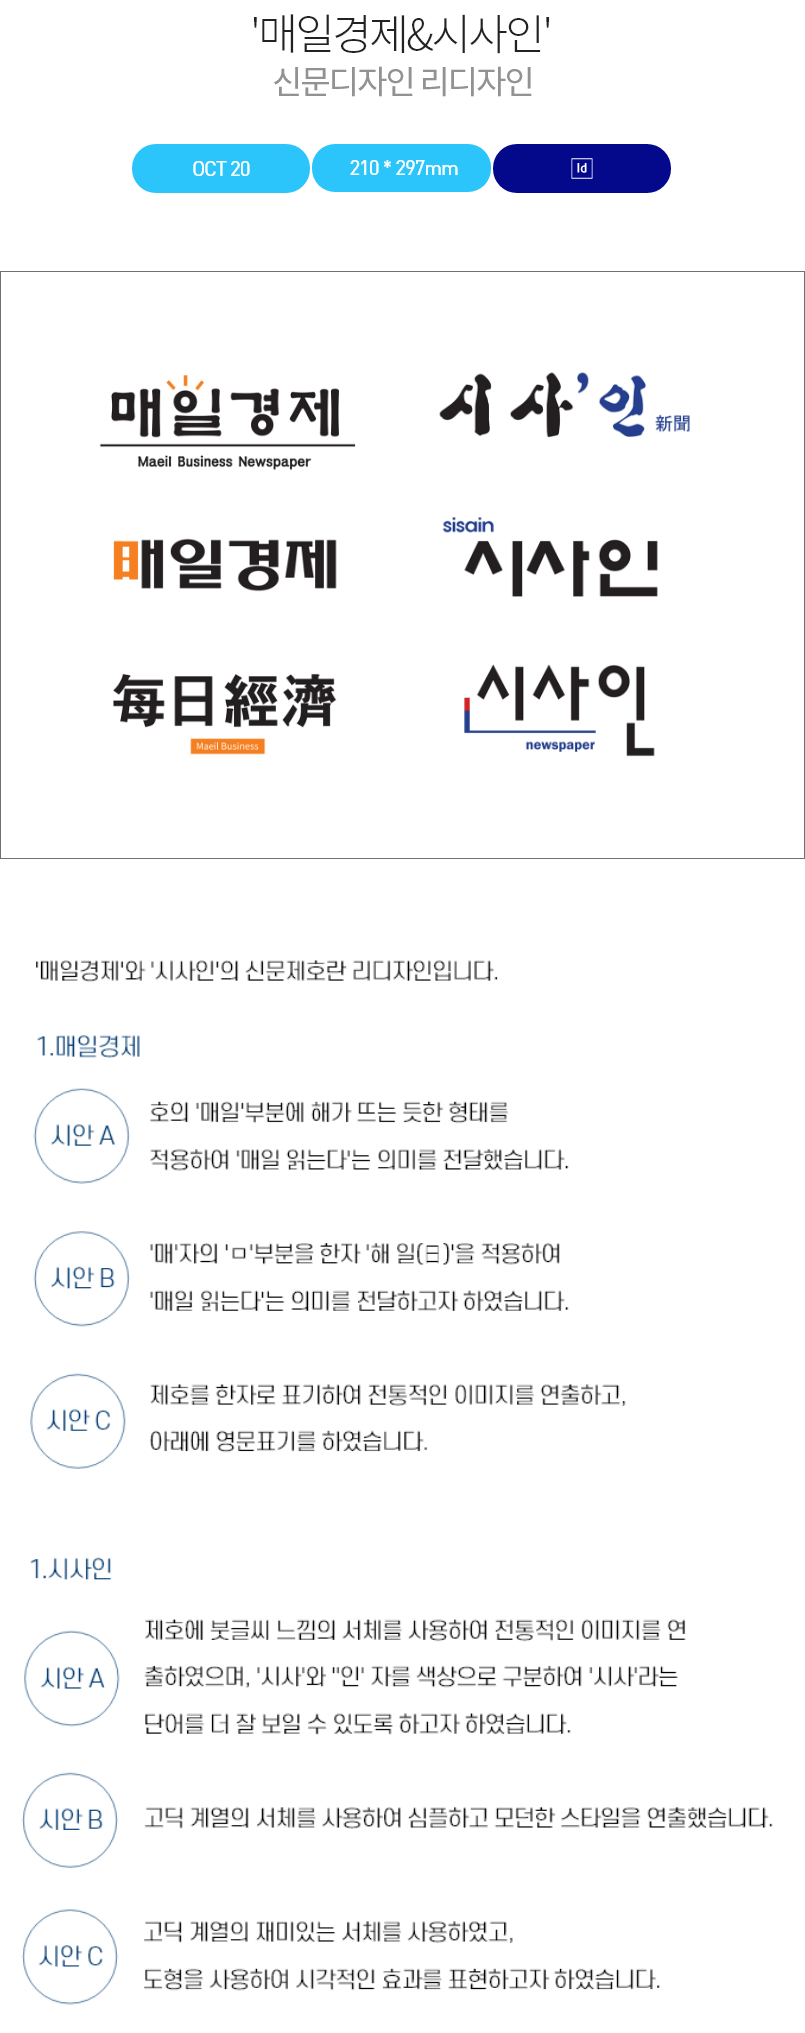 '매일경제&시사인'
신문디자인 리디자인
OCT 20
210 * 297mm
Id
매일경제
Maeil Business Newspaper
시사'인 新聞
매일경제
sisain
시사인
每日經濟
Maeil Business
시사인
newspaper
'매일경제'와 '시사인'의 신문제호란 리디자인입니다.
1.매일경제
시안 A
호의 '매일'부분에 해가 뜨는 듯한 형태를
적용하여 '매일 읽는다'는 의미를 전달했습니다.
시안 B
'매'자의 'ㅁ'부분을 한자 '해 일(日)'을 적용하여
'매일 읽는다'는 의미를 전달하고자 하였습니다.
시안 C
제호를 한자로 표기하여 전통적인 이미지를 연출하고,
아래에 영문표기를 하였습니다.
1.시사인
시안 A
제호에 붓글씨 느낌의 서체를 사용하여 전통적인 이미지를 연
출하였으며, '시사'와 "인' 자를 색상으로 구분하여 '시사'라는
단어를 더 잘 보일 수 있도록 하고자 하였습니다.
시안 B
고딕 계열의 서체를 사용하여 심플하고 모던한 스타일을 연출했습니다.
시안 C
고딕 계열의 재미있는 서체를 사용하였고,
도형을 사용하여 시각적인 효과를 표현하고자 하였습니다.